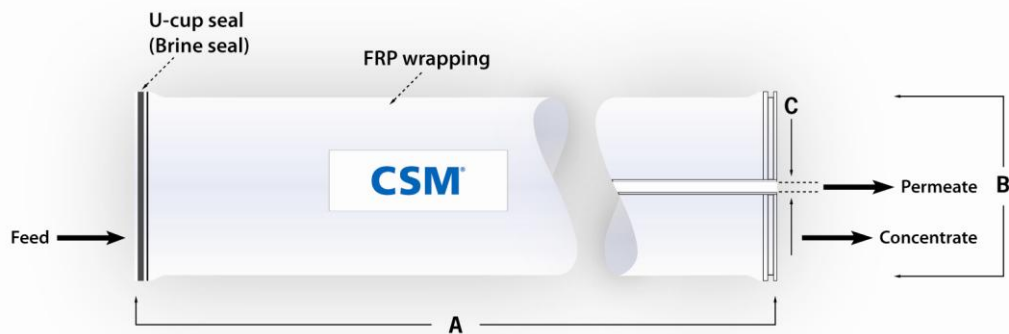 U-cup seal
(Brine seal)
FRP wrapping
C
CSM®
Permeate
B
Feed
Concentrate
A